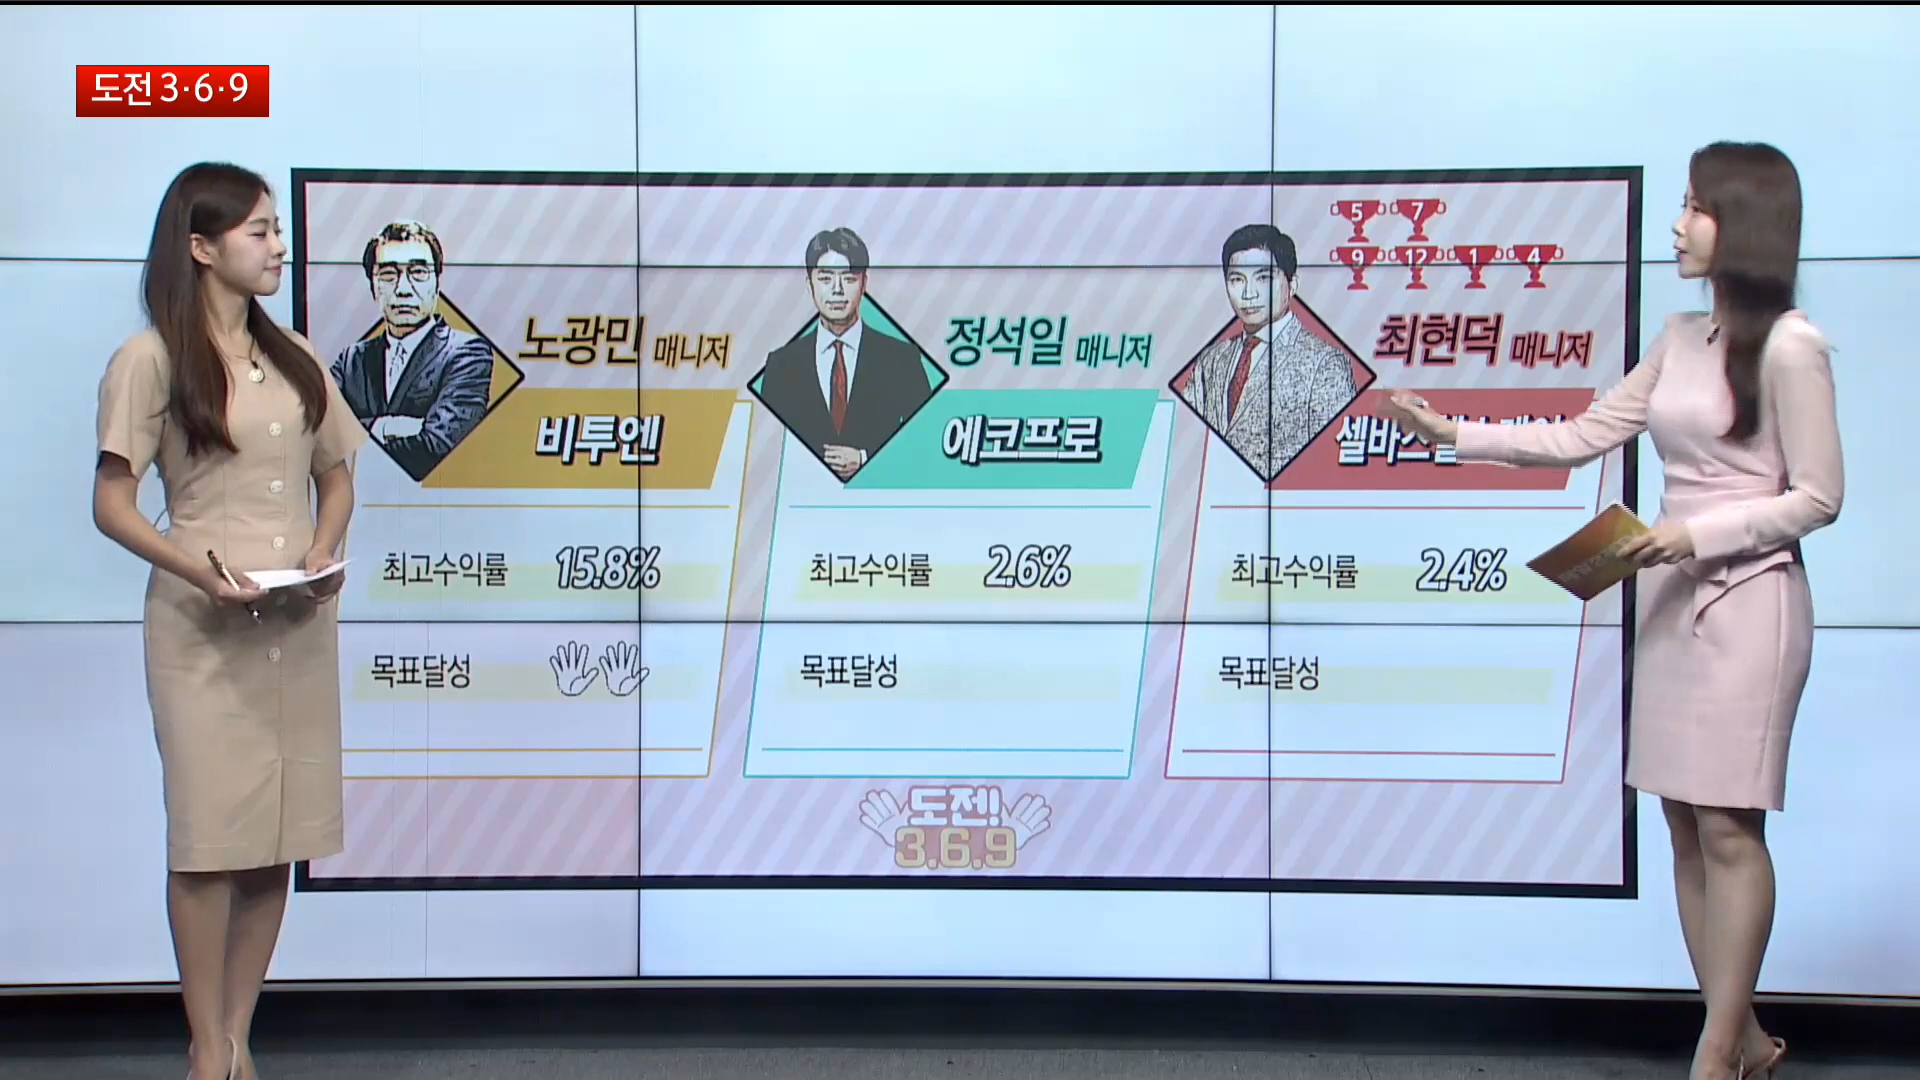 도전 3·6·9
5 7
9 12 1 4
노광민 매니저
비투엔
최고수익률 15.8%
목표달성
정석일 매니저
에코프로
최고수익률 2.6%
목표달성
최현덕 매니저
최고수익률 2.4%
목표달성
도전!
3.6.9